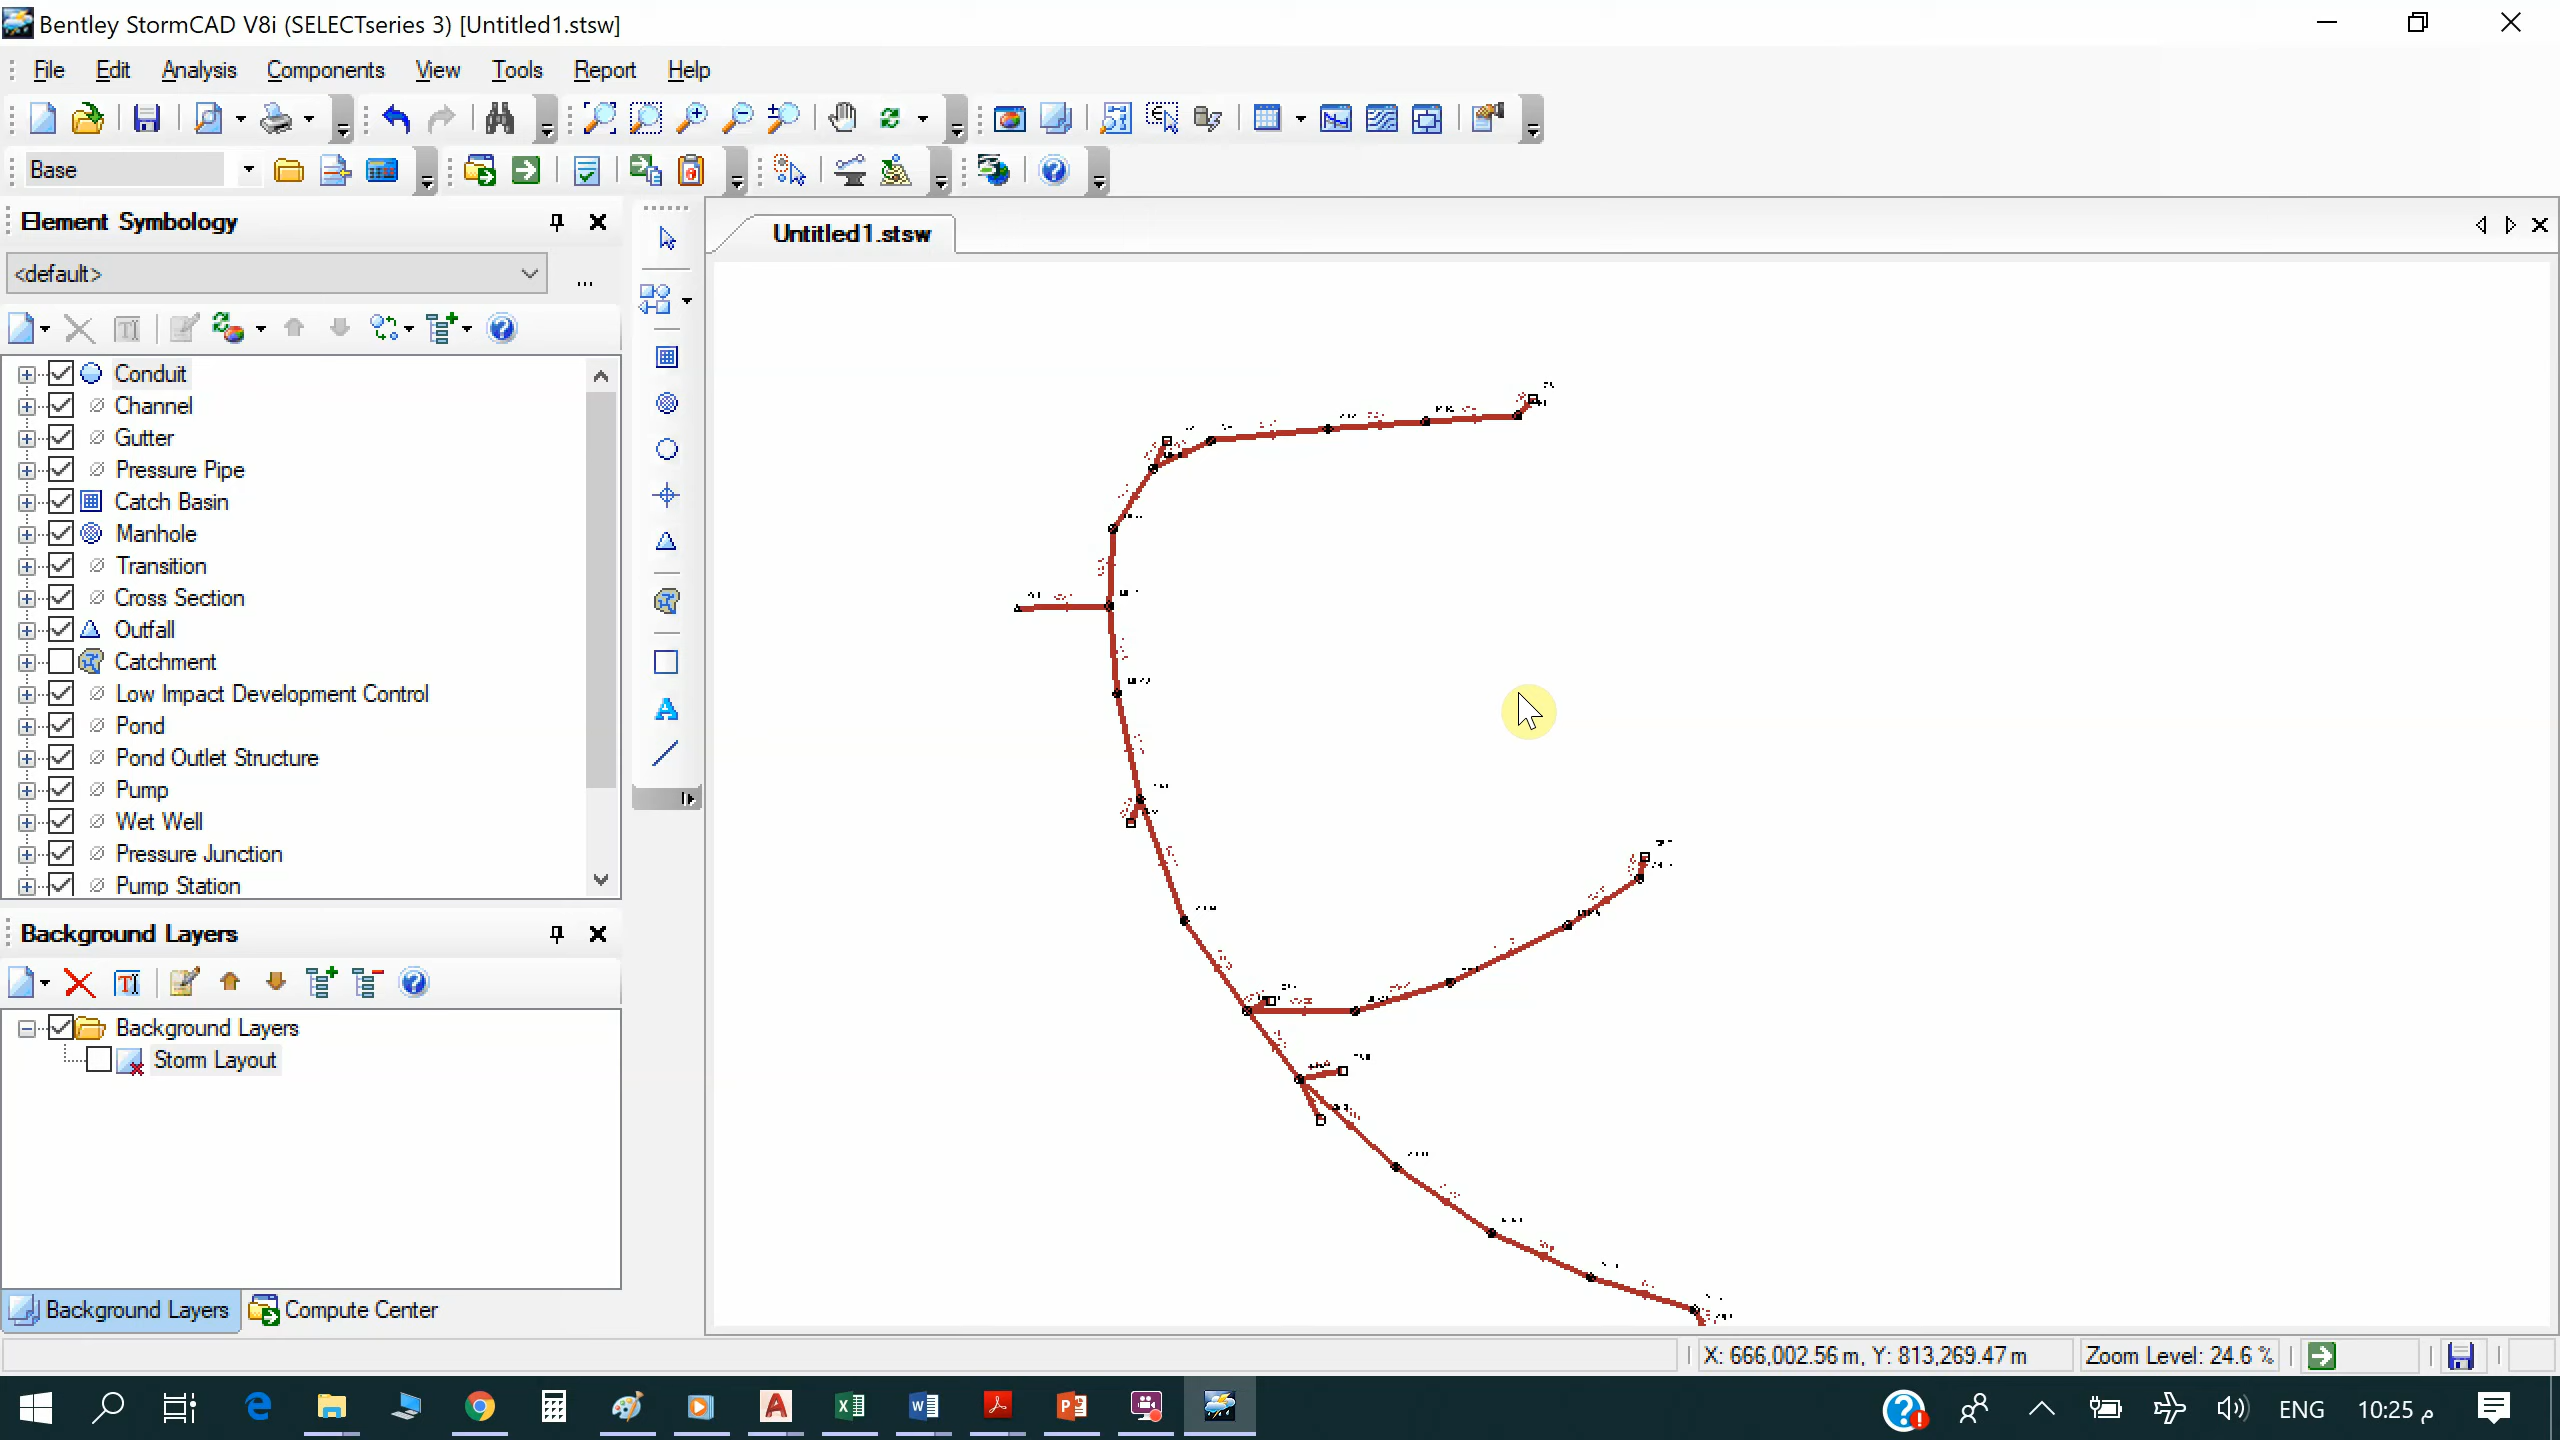 Bentley StormCAD V8i (SELECTseries 3) [Untitled1.stsw]
File Edit Analysis Components View Tools Report Help
Base
Element Symbology
Untitled1.stsw
<default>
...
Conduit
Channel
Gutter
Pressure Pipe
Catch Basin
Manhole
Transition
Cross Section
Outfall
Catchment
Low Impact Development Control
Pond
Pond Outlet Structure
Pump
Wet Well
Pressure Junction
Pump Station
Background Layers
Background Layers
Storm Layout
Background Layers Compute Center
X: 666,002.56 m, Y: 813,269.47 m Zoom Level: 24.6 %
ENG 10:25 م